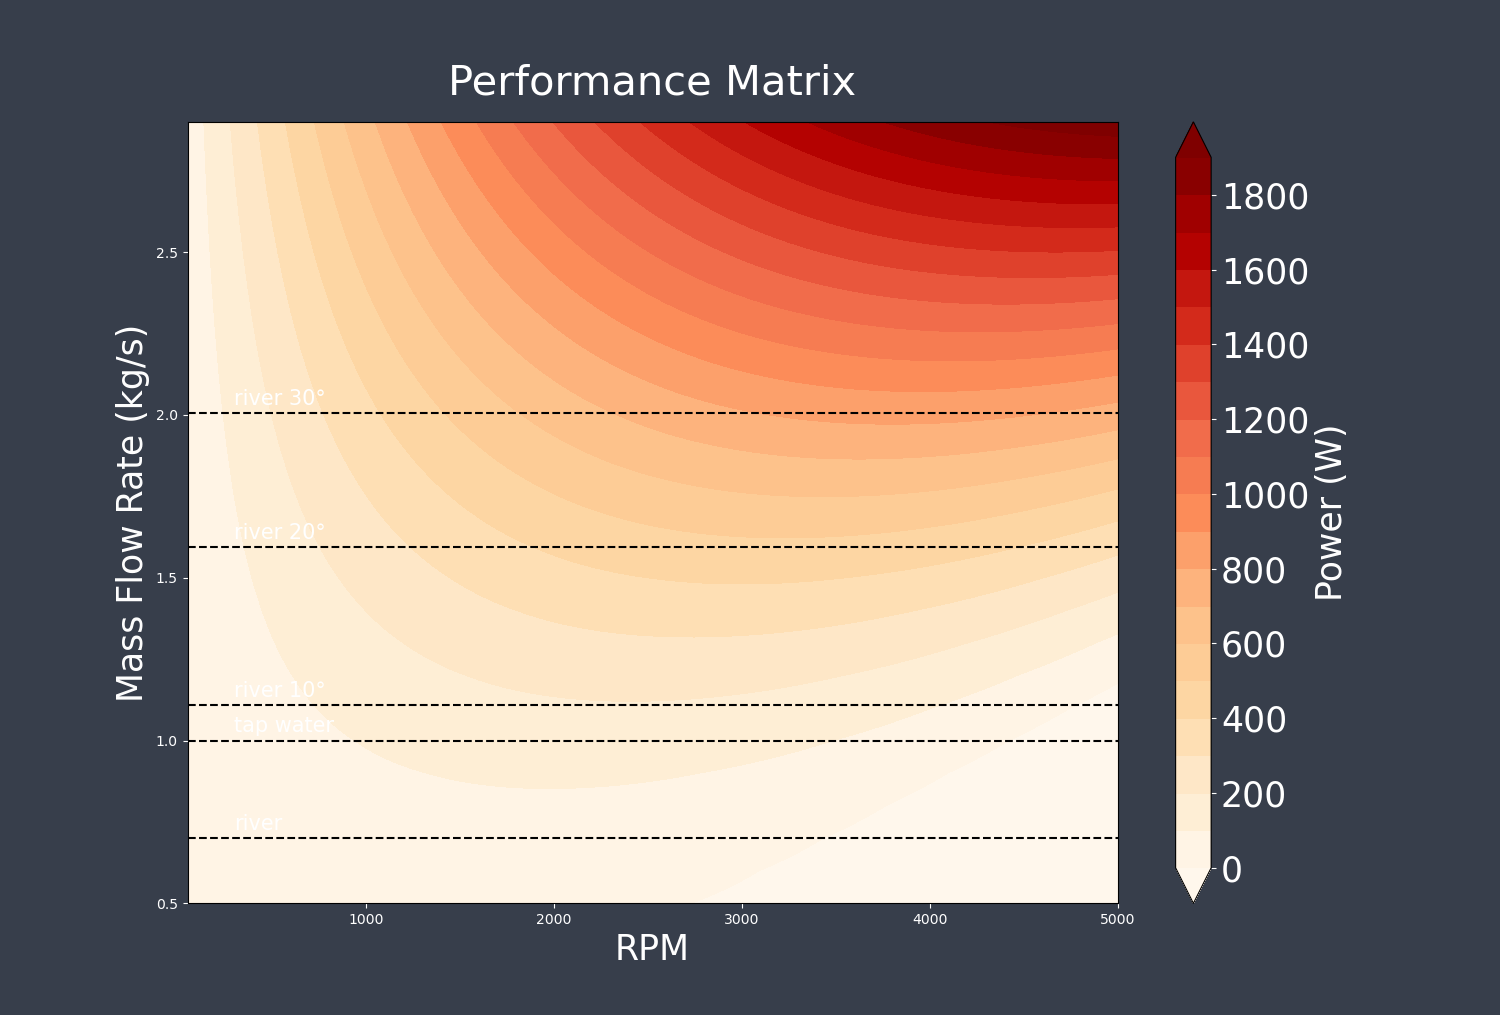 Performance Matrix
Mass Flow Rate (kg/s)
2.5
2.0
1.5
1.0
0.5
river 30°
river 20°
river 10°
tap water
river
1000
2000
3000
4000
5000
RPM
1800
1600
1400
1200
1000
800
600
400
200
0
Power (W)